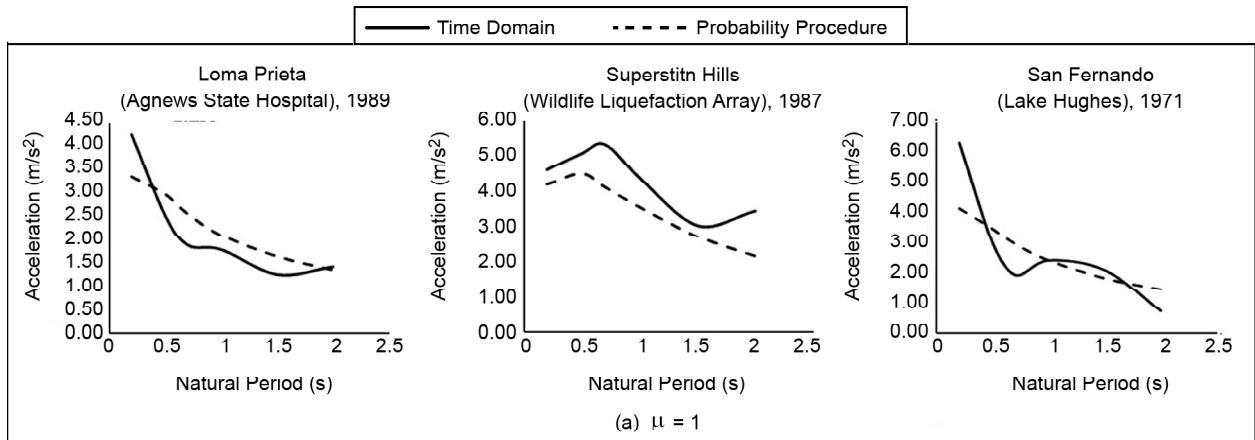 Time Domain
Probability Procedure
Loma Prieta
(Agnews State Hospital), 1989
Acceleration (m/s²)
4.50
4.00
3.50
3.00
2.50
2.00
1.50
1.00
0.50
0.00
0 0.5 1 1.5 2 2.5
Natural Period (s)
Superstitn Hills
(Wildlife Liquefaction Array), 1987
Acceleration (m/s²)
6.00
5.00
4.00
3.00
2.00
1.00
0.00
0 0.5 1 1.5 2 2.5
Natural Period (s)
San Fernando
(Lake Hughes), 1971
Acceleration (m/s²)
7.00
6.00
5.00
4.00
3.00
2.00
1.00
0.00
0 0.5 1 1.5 2 2.5
Natural Period (s)
(a) μ = 1